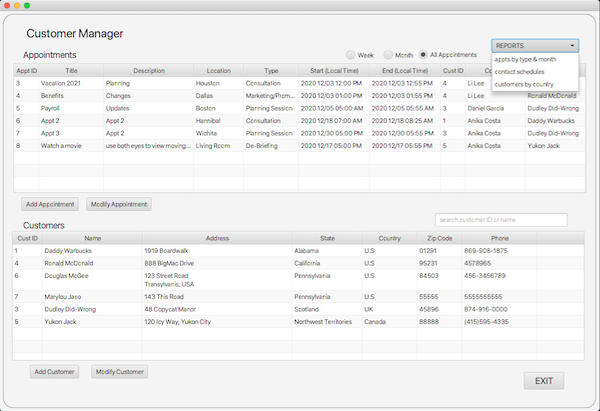 Customer Manager
REPORTS
Appointments
Week Month All Appointments
appts by type & month
contact schedules
customers by country
Appt ID Title Description Location Type Start (Local Time) End (Local Time) Cust ID
3 Vacation 2021 Planning Houston Consultation 2020 12/03 12:00 PM 2020 12/03 12:55 PM 4 Li Lee
4 Benefits Changes Dallas Marketing/Prom... 2020 12/03 01:00 PM 2020 12/03 01:55 PM 4 Li Lee Ronald McDonald
5 Payroll Updates Boston Planning Session 2020 12/05 05:00 AM 2020 12/05 05:55 AM 3 Daniel Garcia Dudley Did-Wrong
6 Appt 2 Appt 2 Hannibal Consultation 2020 12/18 07:00 AM 2020 12/18 08:25 AM 1 Anika Costa Daddy Warbucks
7 Appt 3 Appt 2 Wichita Planning Session 2020 12/30 05:00 PM 2020 12/30 05:55 PM 3 Anika Costa Dudley Did-Wrong
8 Watch a movie use both eyes to view moving... Living Room De-Briefing 2020 12/17 05:00 PM 2020 12/17 05:55 PM 5 Anika Costa Yukon Jack
Add Appointment Modify Appointment
search customer ID or name
Customers
Cust ID Name Address State Country Zip Code Phone
1 Daddy Warbucks 1919 Boardwalk Alabama U.S 01291 869-908-1875
4 Ronald McDonald 888 BigMac Drive California U.S 95231 4578965
6 Douglas McGee 123 Street Road Pennsylvania U.S 84503 456-3456789
Transylvania, USA
7 Marylou Jaso 143 This Road Pennsylvania U.S 55555 5555555555
3 Dudley Did-Wrong 48 Copycat Manor Scotland UK 45896 874-916-0000
5 Yukon Jack 120 Icy Way, Yukon City Northwest Territories Canada 88888 (415)595-4335
Add Customer Modify Customer
EXIT